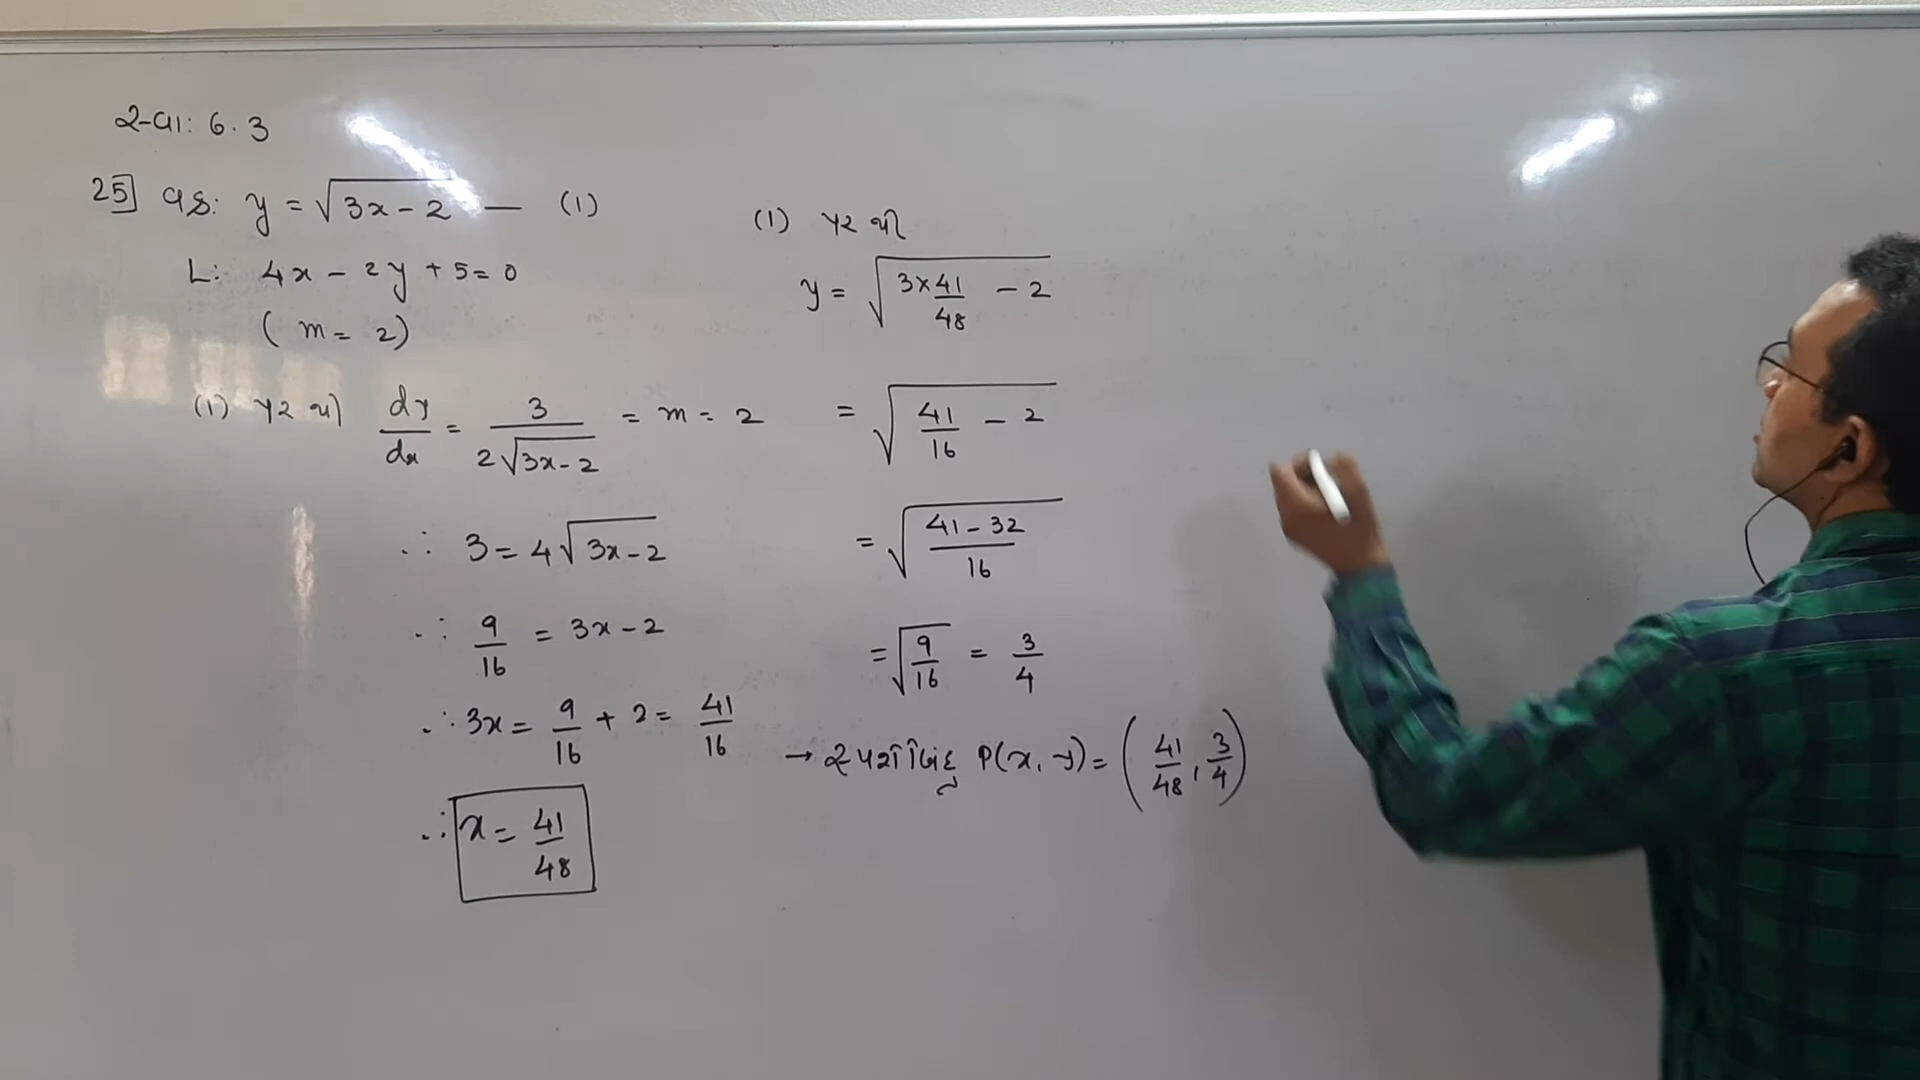 સ્વા: 6.3
25] વક્ર: y = √(3x - 2) — (1)
L: 4x - 2y + 5 = 0
(m = 2)
(1) પરથી dy/dx = 3/(2√(3x-2)) = m = 2
∴ 3 = 4√(3x-2)
∴ 9/16 = 3x - 2
∴ 3x = 9/16 + 2 = 41/16
∴ x = 41/48
(1) પરથી
y = √(3×41/48 - 2)
= √(41/16 - 2)
= √((41-32)/16)
= √(9/16) = 3/4
→ સ્પર્શબિંદુ P(x, y) = (41/48, 3/4)